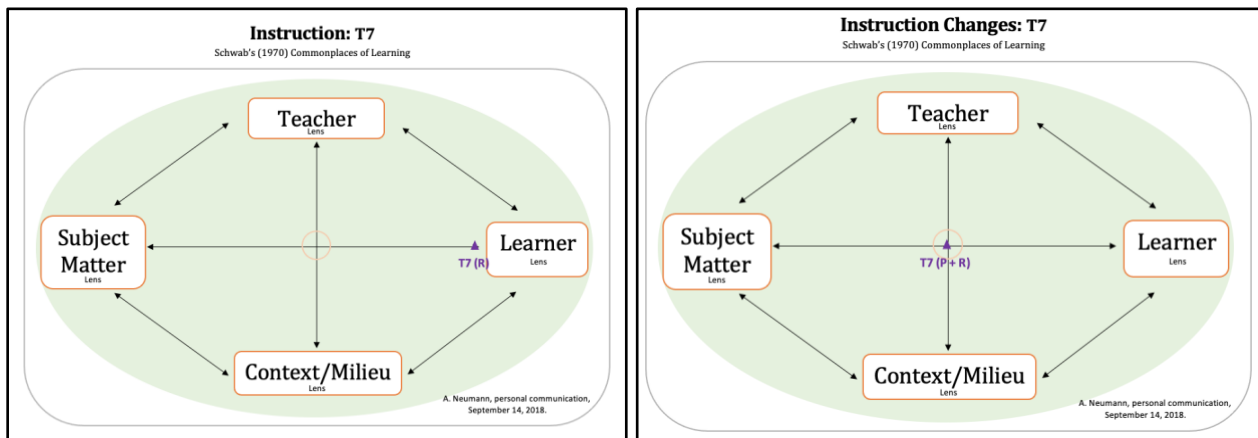 Instruction: T7
Schwab's (1970) Commonplaces of Learning
Teacher
Lens
Subject
Matter
Lens
Learner
Lens
T7 (R)
Context/Milieu
Lens
A. Neumann, personal communication,
September 14, 2018.
Instruction Changes: T7
Schwab's (1970) Commonplaces of Learning
Teacher
Lens
Subject
Matter
Lens
Learner
Lens
T7 (P + R)
Context/Milieu
Lens
A. Neumann, personal communication,
September 14, 2018.